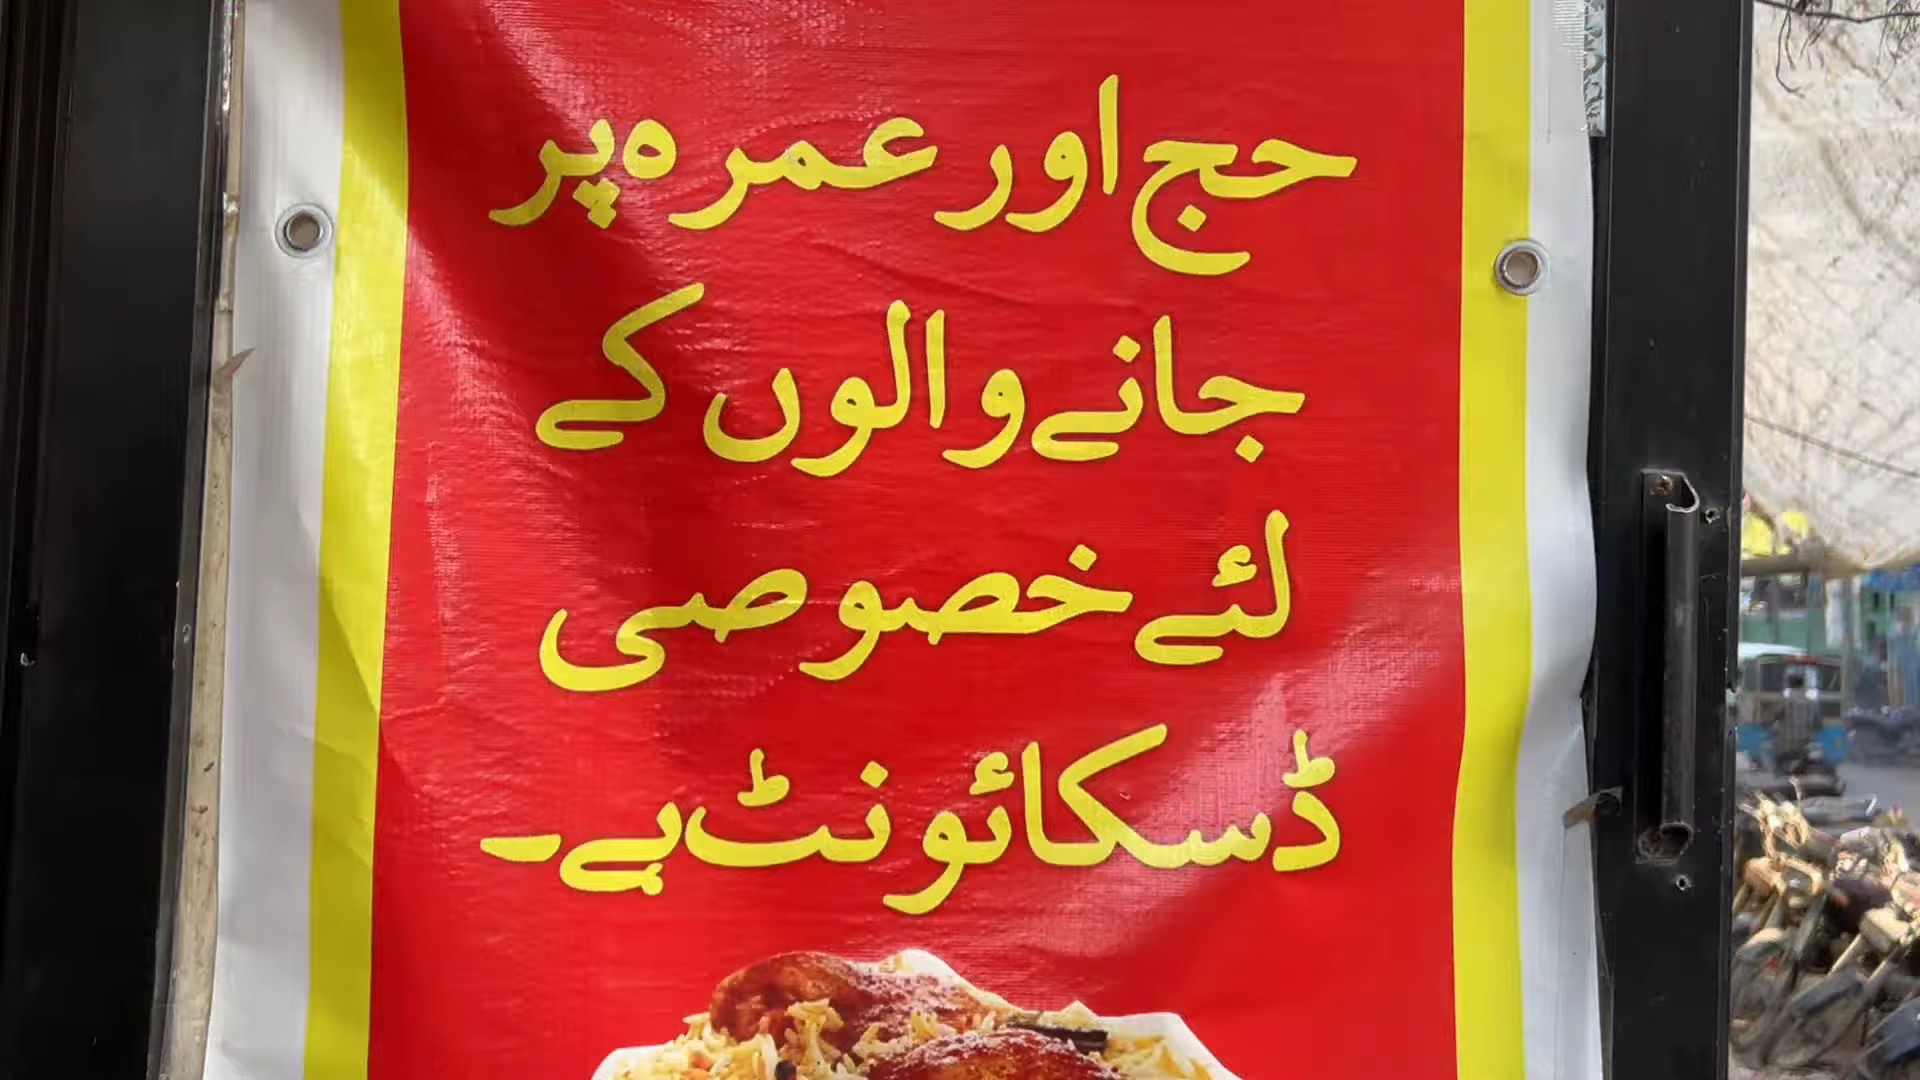 حج اور عمرہ پر
جانے والوں کے
لئے خصوصی
ڈسکائونٹ ہے۔